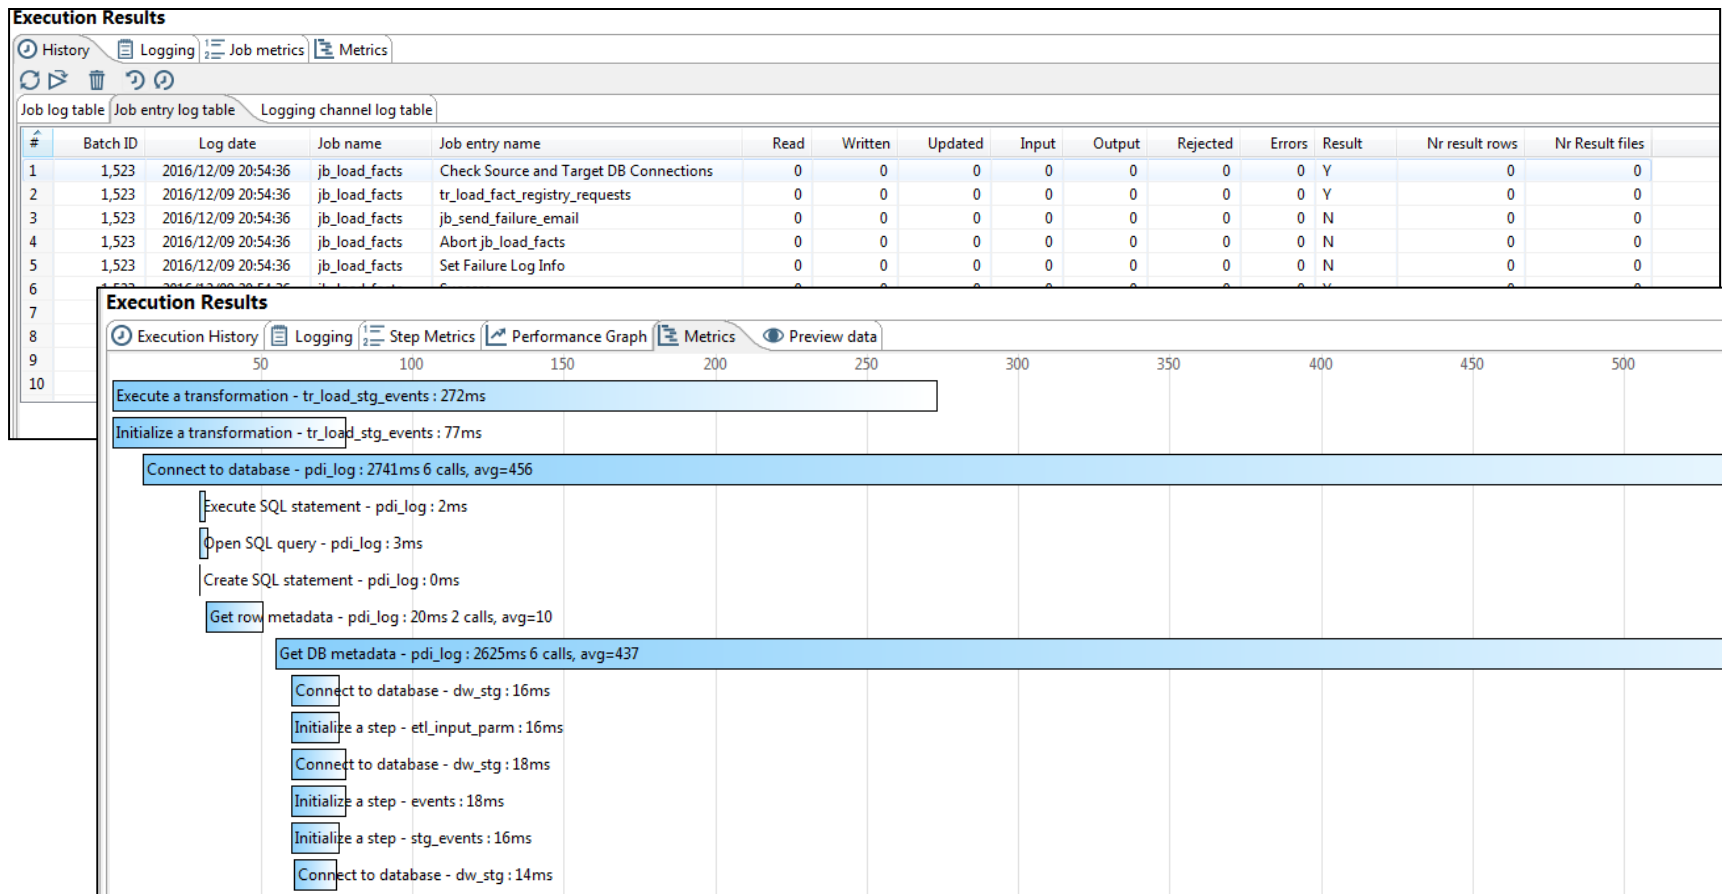 Execution Results
History Logging Job metrics Metrics
Job log table Job entry log table Logging channel log table
# Batch ID Log date Job name Job entry name Read Written Updated Input Output Rejected Errors Result Nr result rows Nr Result files
1 1,523 2016/12/09 20:54:36 jb_load_facts Check Source and Target DB Connections 0 0 0 0 0 0 0 Y 0 0
2 1,523 2016/12/09 20:54:36 jb_load_facts tr_load_fact_registry_requests 0 0 0 0 0 0 0 Y 0 0
3 1,523 2016/12/09 20:54:36 jb_load_facts jb_send_failure_email 0 0 0 0 0 0 0 N 0 0
4 1,523 2016/12/09 20:54:36 jb_load_facts Abort jb_load_facts 0 0 0 0 0 0 0 N 0 0
5 1,523 2016/12/09 20:54:36 jb_load_facts Set Failure Log Info 0 0 0 0 0 0 0 N 0 0
6
7
8
9
10
Execution Results
Execution History Logging Step Metrics Performance Graph Metrics Preview data
50 100 150 200 250 300 350 400 450 500
Execute a transformation - tr_load_stg_events : 272ms
Initialize a transformation - tr_load_stg_events : 77ms
Connect to database - pdi_log : 2741ms 6 calls, avg=456
Execute SQL statement - pdi_log : 2ms
Open SQL query - pdi_log : 3ms
Create SQL statement - pdi_log : 0ms
Get row metadata - pdi_log : 20ms 2 calls, avg=10
Get DB metadata - pdi_log : 2625ms 6 calls, avg=437
Connect to database - dw_stg : 16ms
Initialize a step - etl_input_parm : 16ms
Connect to database - dw_stg : 18ms
Initialize a step - events : 18ms
Initialize a step - stg_events : 16ms
Connect to database - dw_stg : 14ms